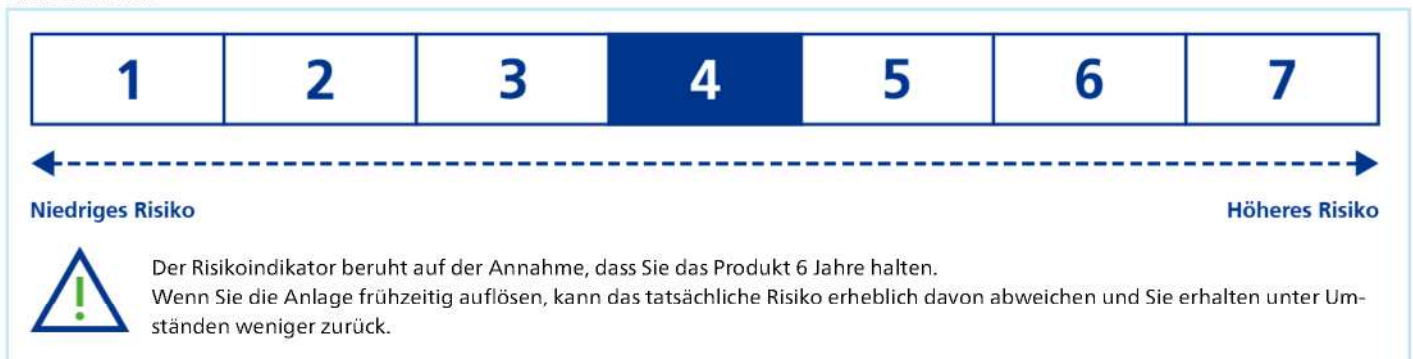 1 2 3 4 5 6 7
Niedriges Risiko Höheres Risiko
Der Risikoindikator beruht auf der Annahme, dass Sie das Produkt 6 Jahre halten.
Wenn Sie die Anlage frühzeitig auflösen, kann das tatsächliche Risiko erheblich davon abweichen und Sie erhalten unter Um-
ständen weniger zurück.